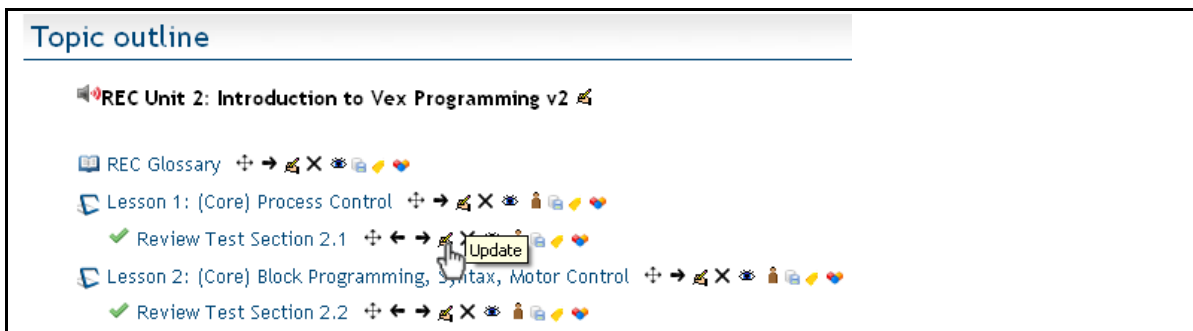 Topic outline
REC Unit 2: Introduction to Vex Programming v2
REC Glossary
Lesson 1: (Core) Process Control
Review Test Section 2.1
Update
Lesson 2: (Core) Block Programming, Syntax, Motor Control
Review Test Section 2.2